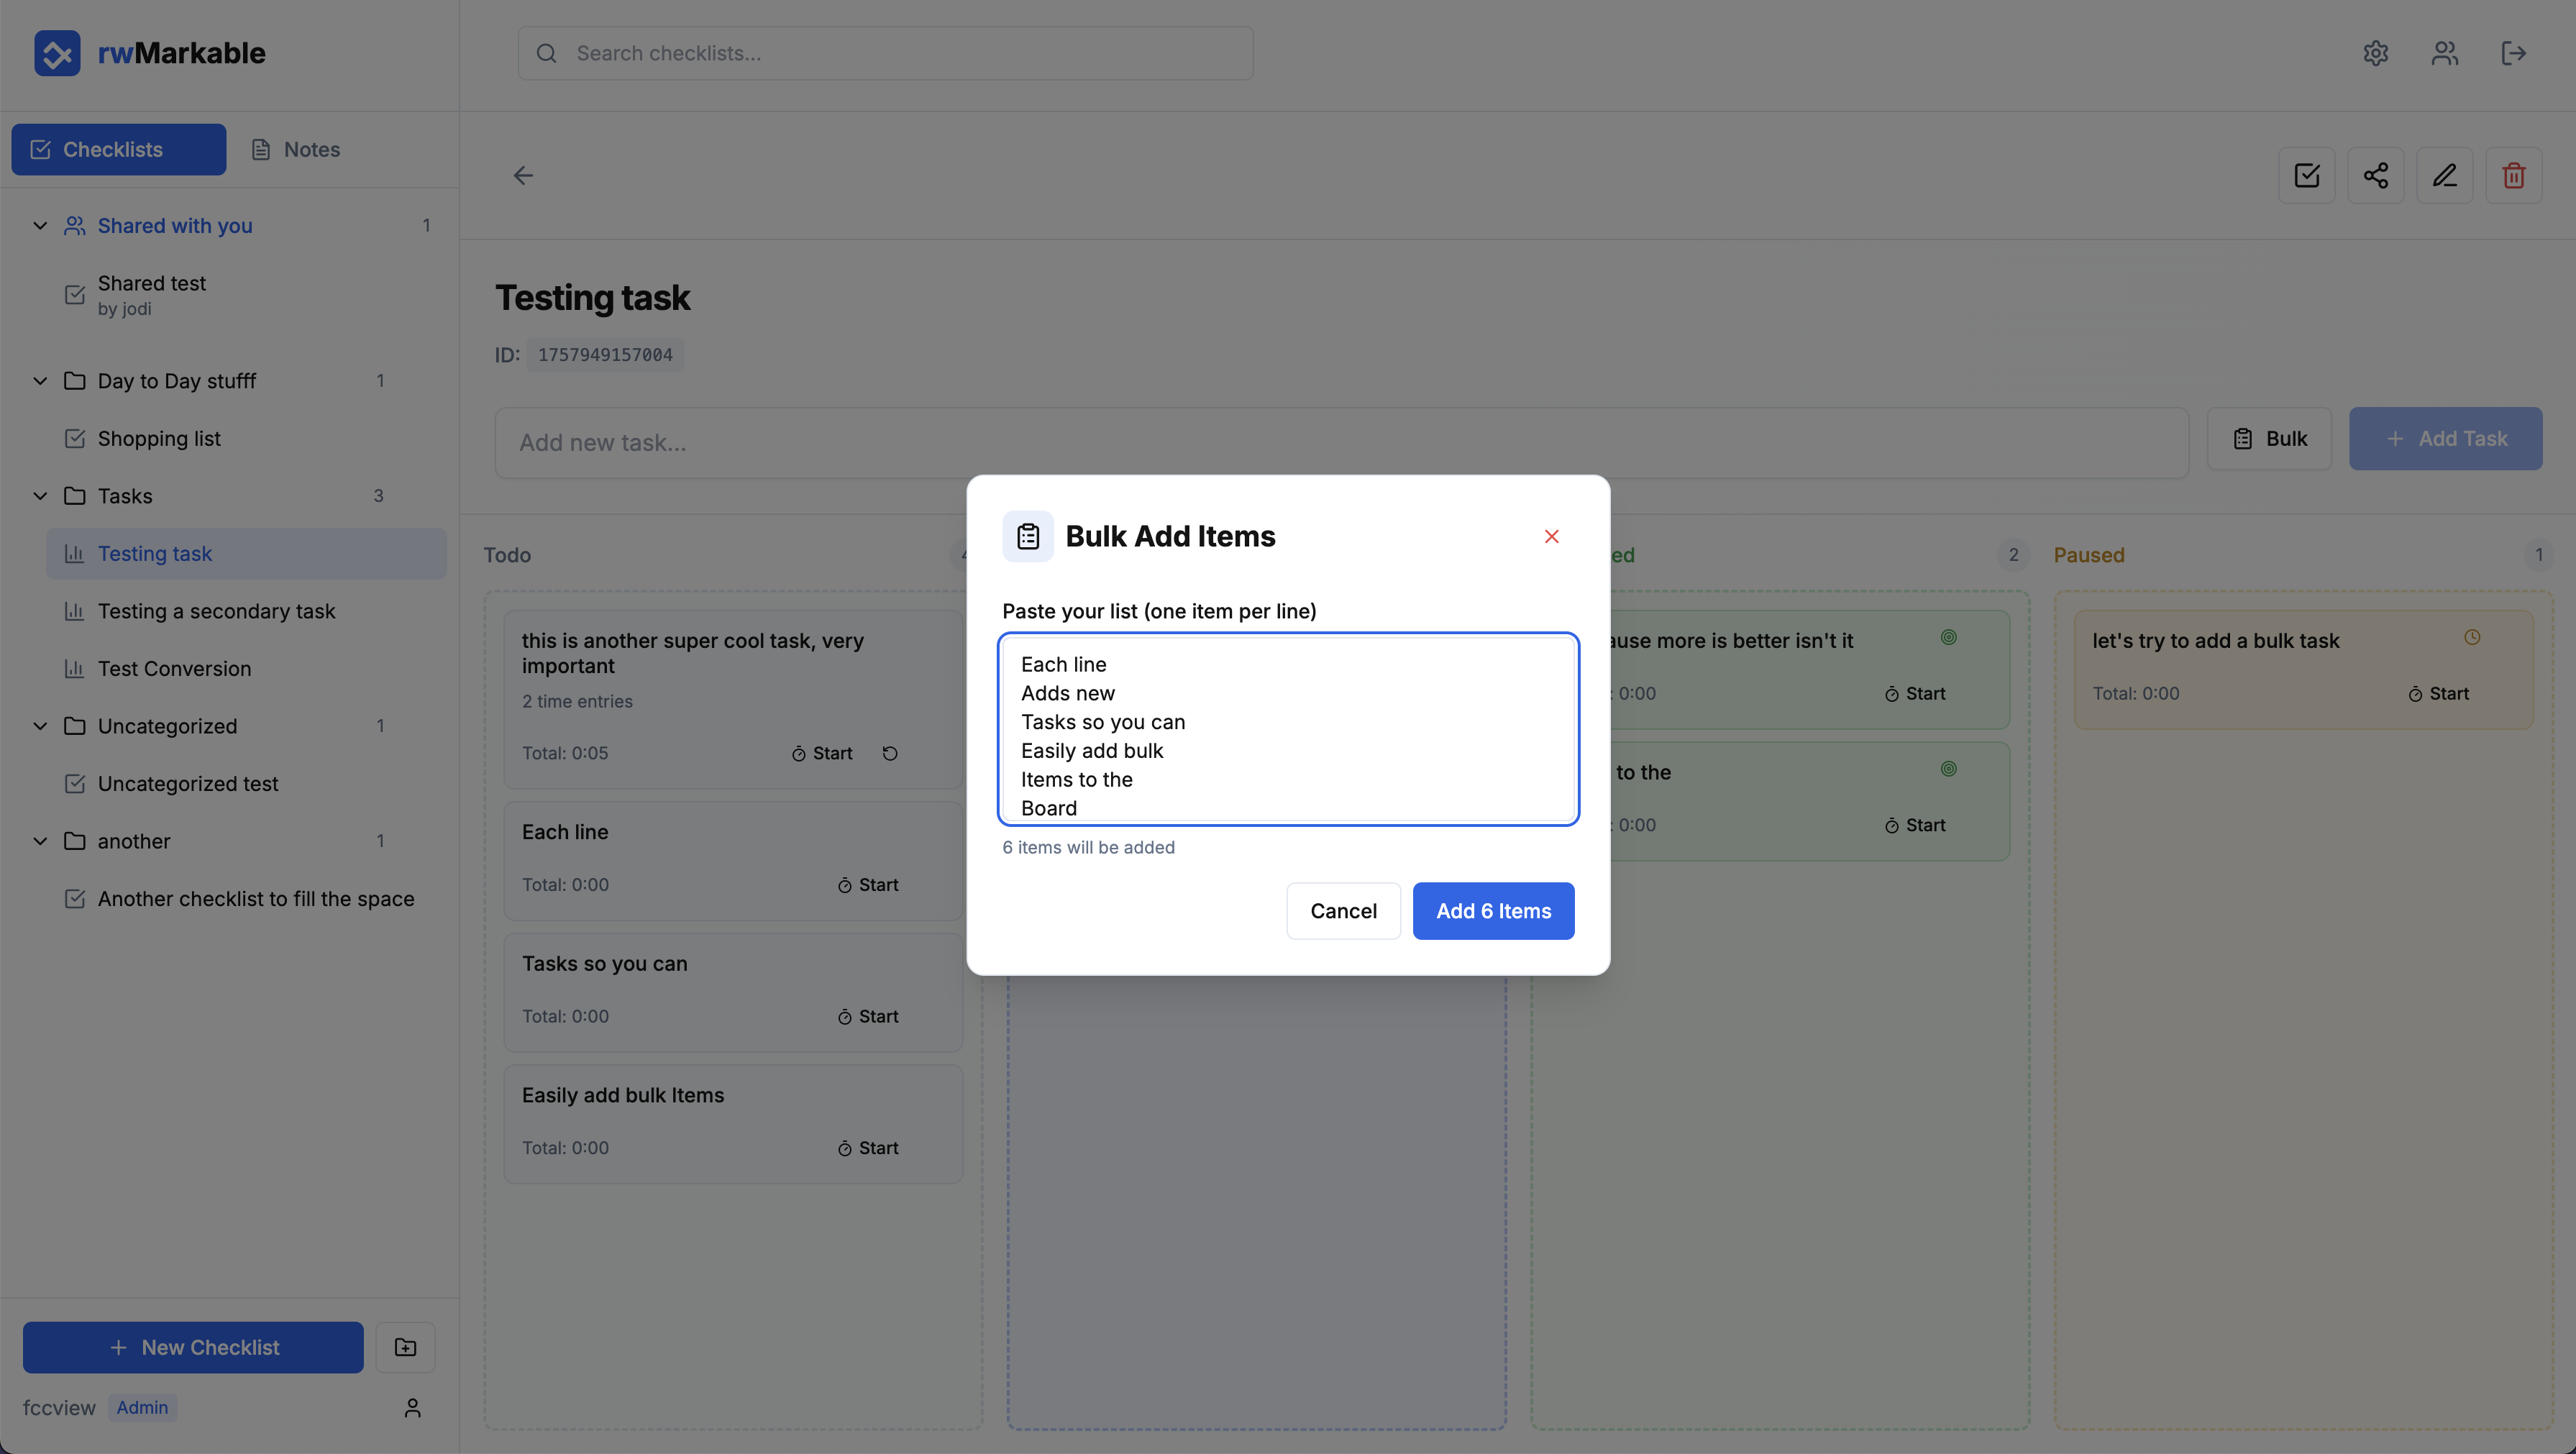 rwMarkable
Search checklists...
Checklists
Notes
Shared with you
1
Shared test
by jodi
Day to Day stufff
1
Shopping list
Tasks
3
Testing task
Testing a secondary task
Test Conversion
Uncategorized
1
Uncategorized test
another
1
Another checklist to fill the space
New Checklist
fccview
Admin
Testing task
ID: 1757949157004
Add new task...
Bulk
Add Task
Todo
this is another super cool task, very
important
2 time entries
Total: 0:05
Start
Each line
Total: 0:00
Start
Tasks so you can
Total: 0:00
Start
Easily add bulk Items
Total: 0:00
Start
Bulk Add Items
Paste your list (one item per line)
Each line
Adds new
Tasks so you can
Easily add bulk
Items to the
Board
6 items will be added
Cancel
Add 6 Items
2
more is better isn't it
0:00
Start
to the
0:00
Start
Paused
1
let's try to add a bulk task
Total: 0:00
Start